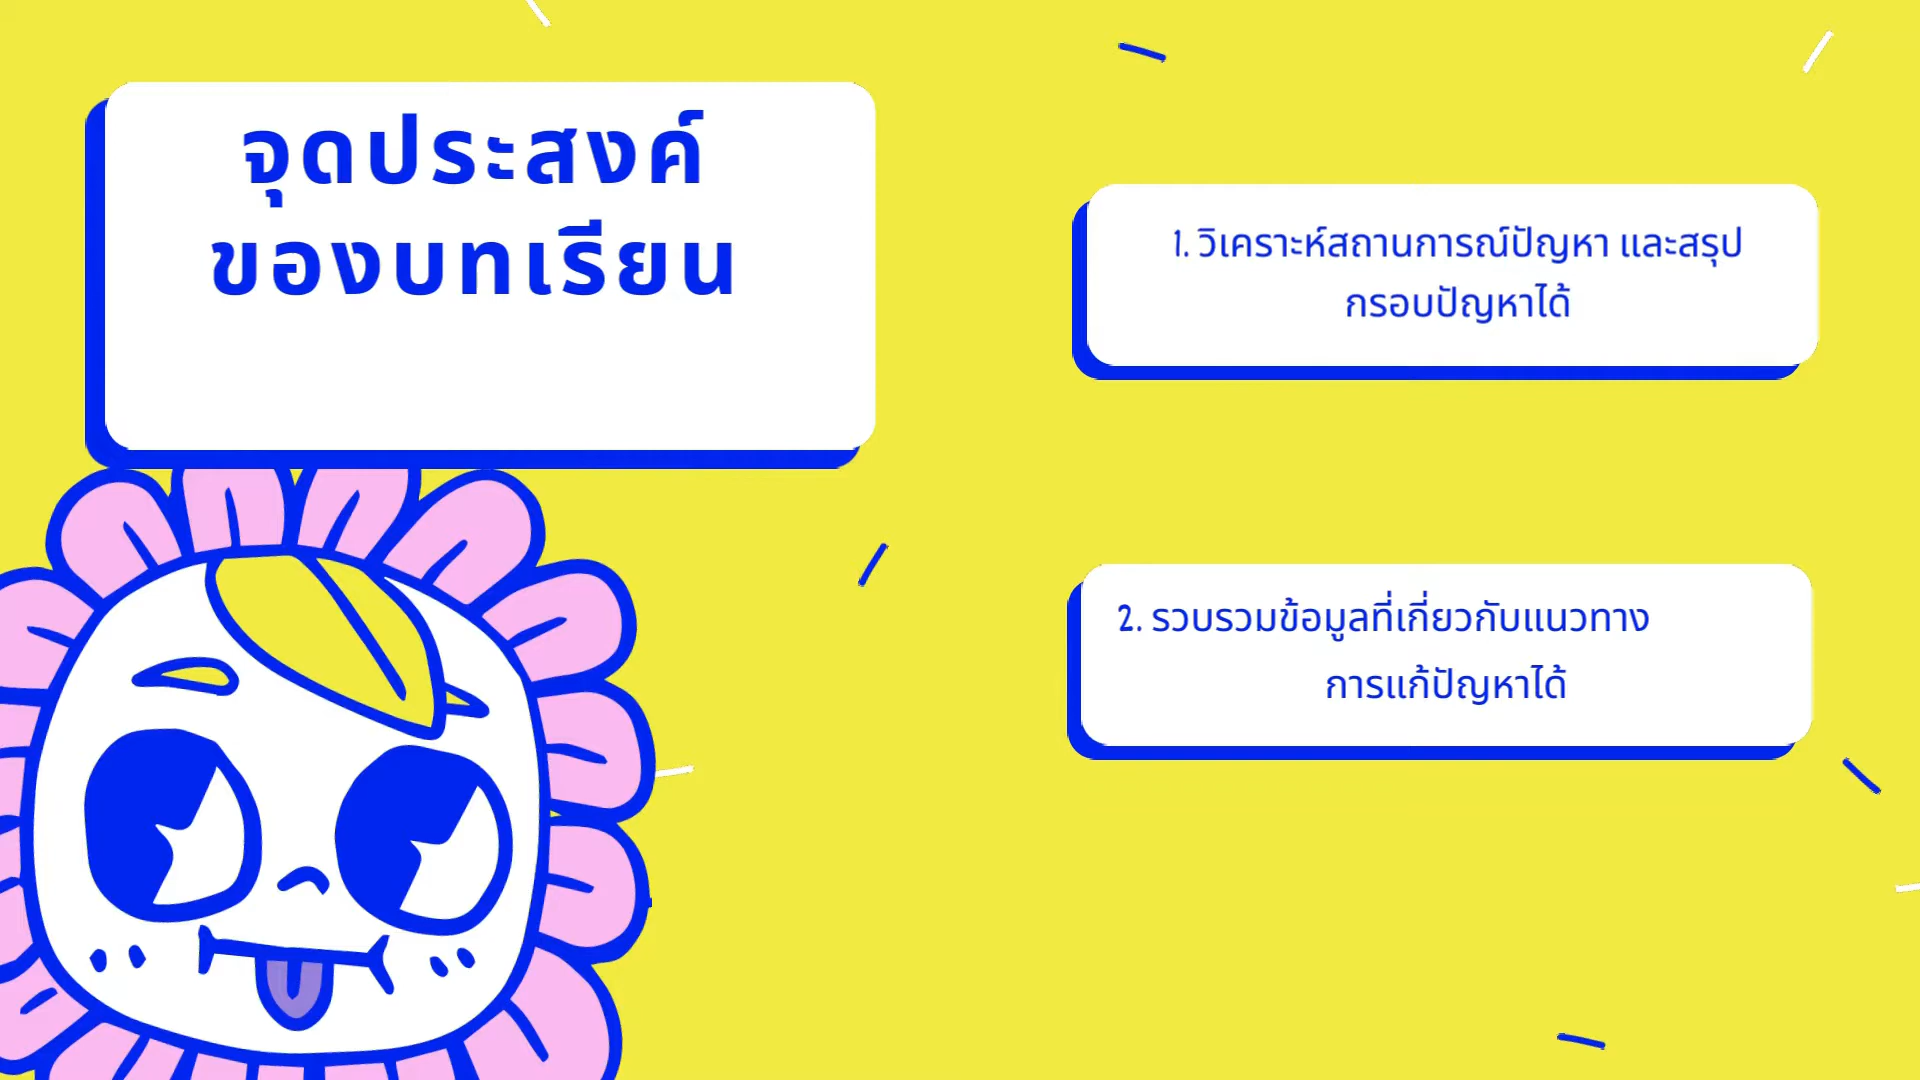 จุดประสงค์
ของบทเรียน
1. วิเคราะห์สถานการณ์ปัญหา และสรุป
กรอบปัญหาได้
2. รวบรวมข้อมูลที่เกี่ยวกับแนวทาง
การแก้ปัญหาได้